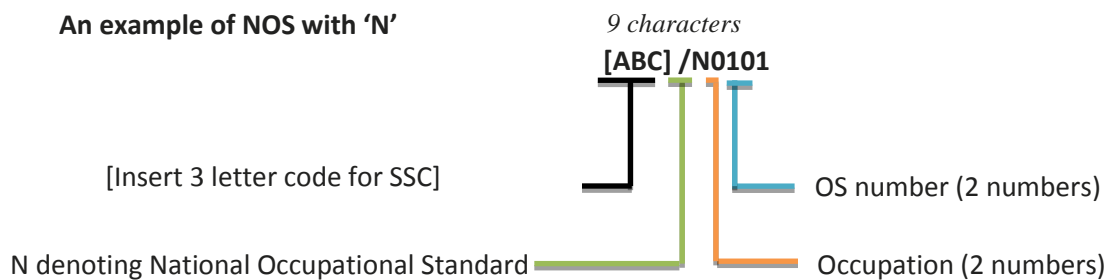 An example of NOS with ‘N’
9 characters
[ABC] /N0101
[Insert 3 letter code for SSC]
OS number (2 numbers)
N denoting National Occupational Standard
Occupation (2 numbers)